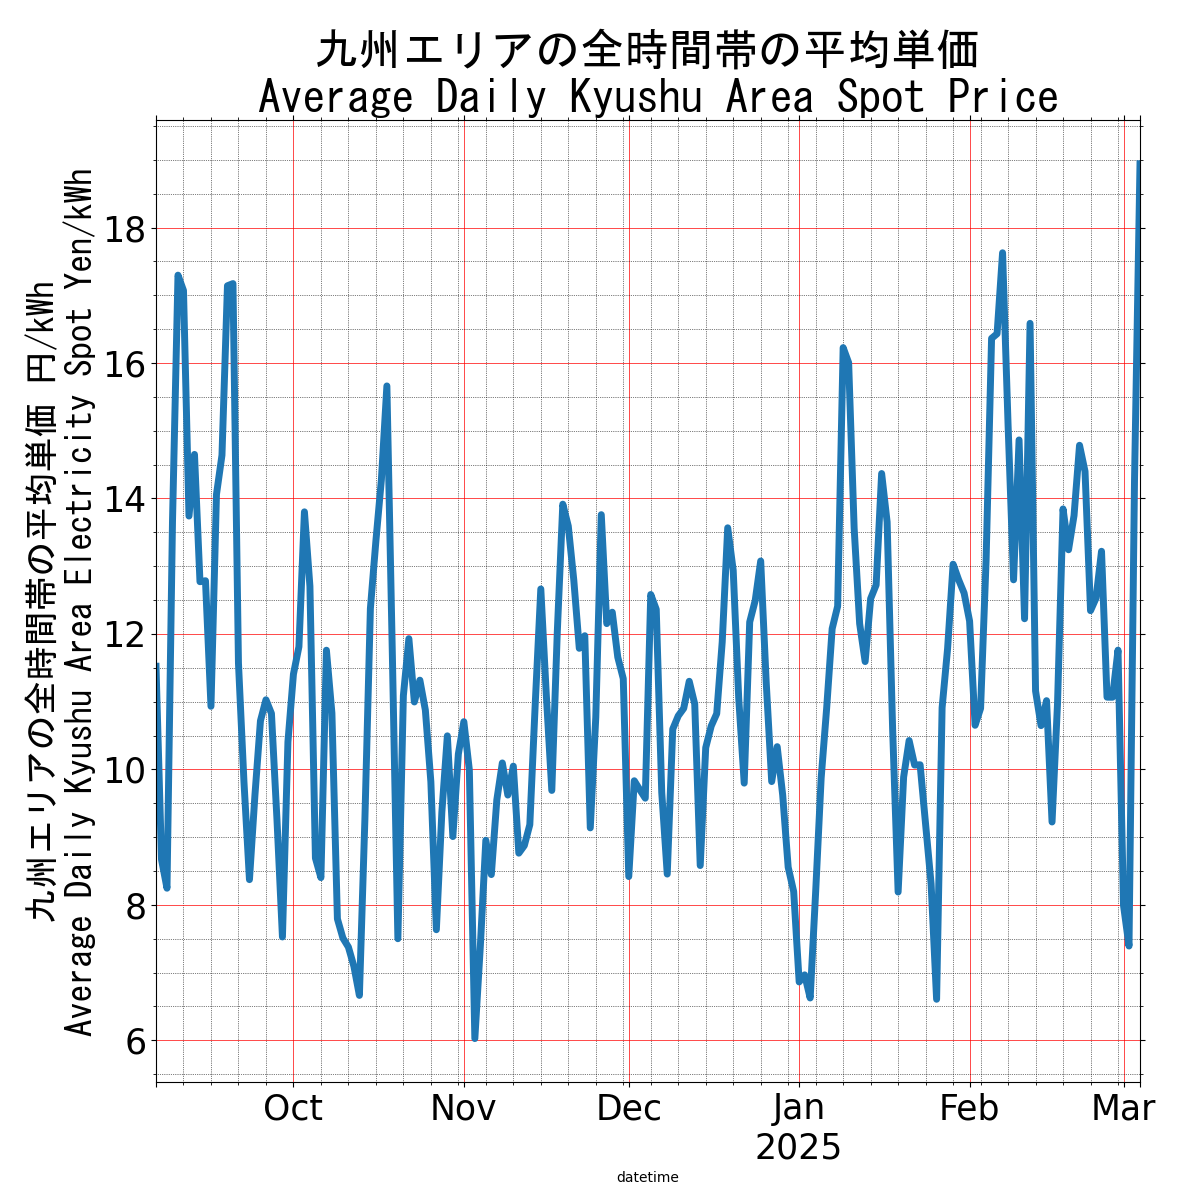 九州エリアの全時間帯の平均単価
Average Daily Kyushu Area Spot Price
九州エリアの全時間帯の平均単価 円/kWh
Average Daily Kyushu Area Electricity Spot Yen/kWh
18
16
14
12
10
8
6
Oct
Nov
Dec
Jan
2025
Feb
Mar
datetime